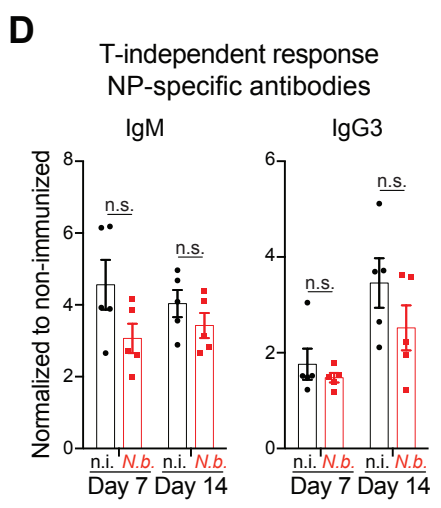 D
T-independent response
NP-specific antibodies
IgM
IgG3
Normalized to non-immunized
8
6
4
2
0
n.s.
n.s.
n.i. N.b. n.i. N.b.
Day 7 Day 14
6
4
2
0
n.s.
n.s.
n.i. N.b. n.i. N.b.
Day 7 Day 14